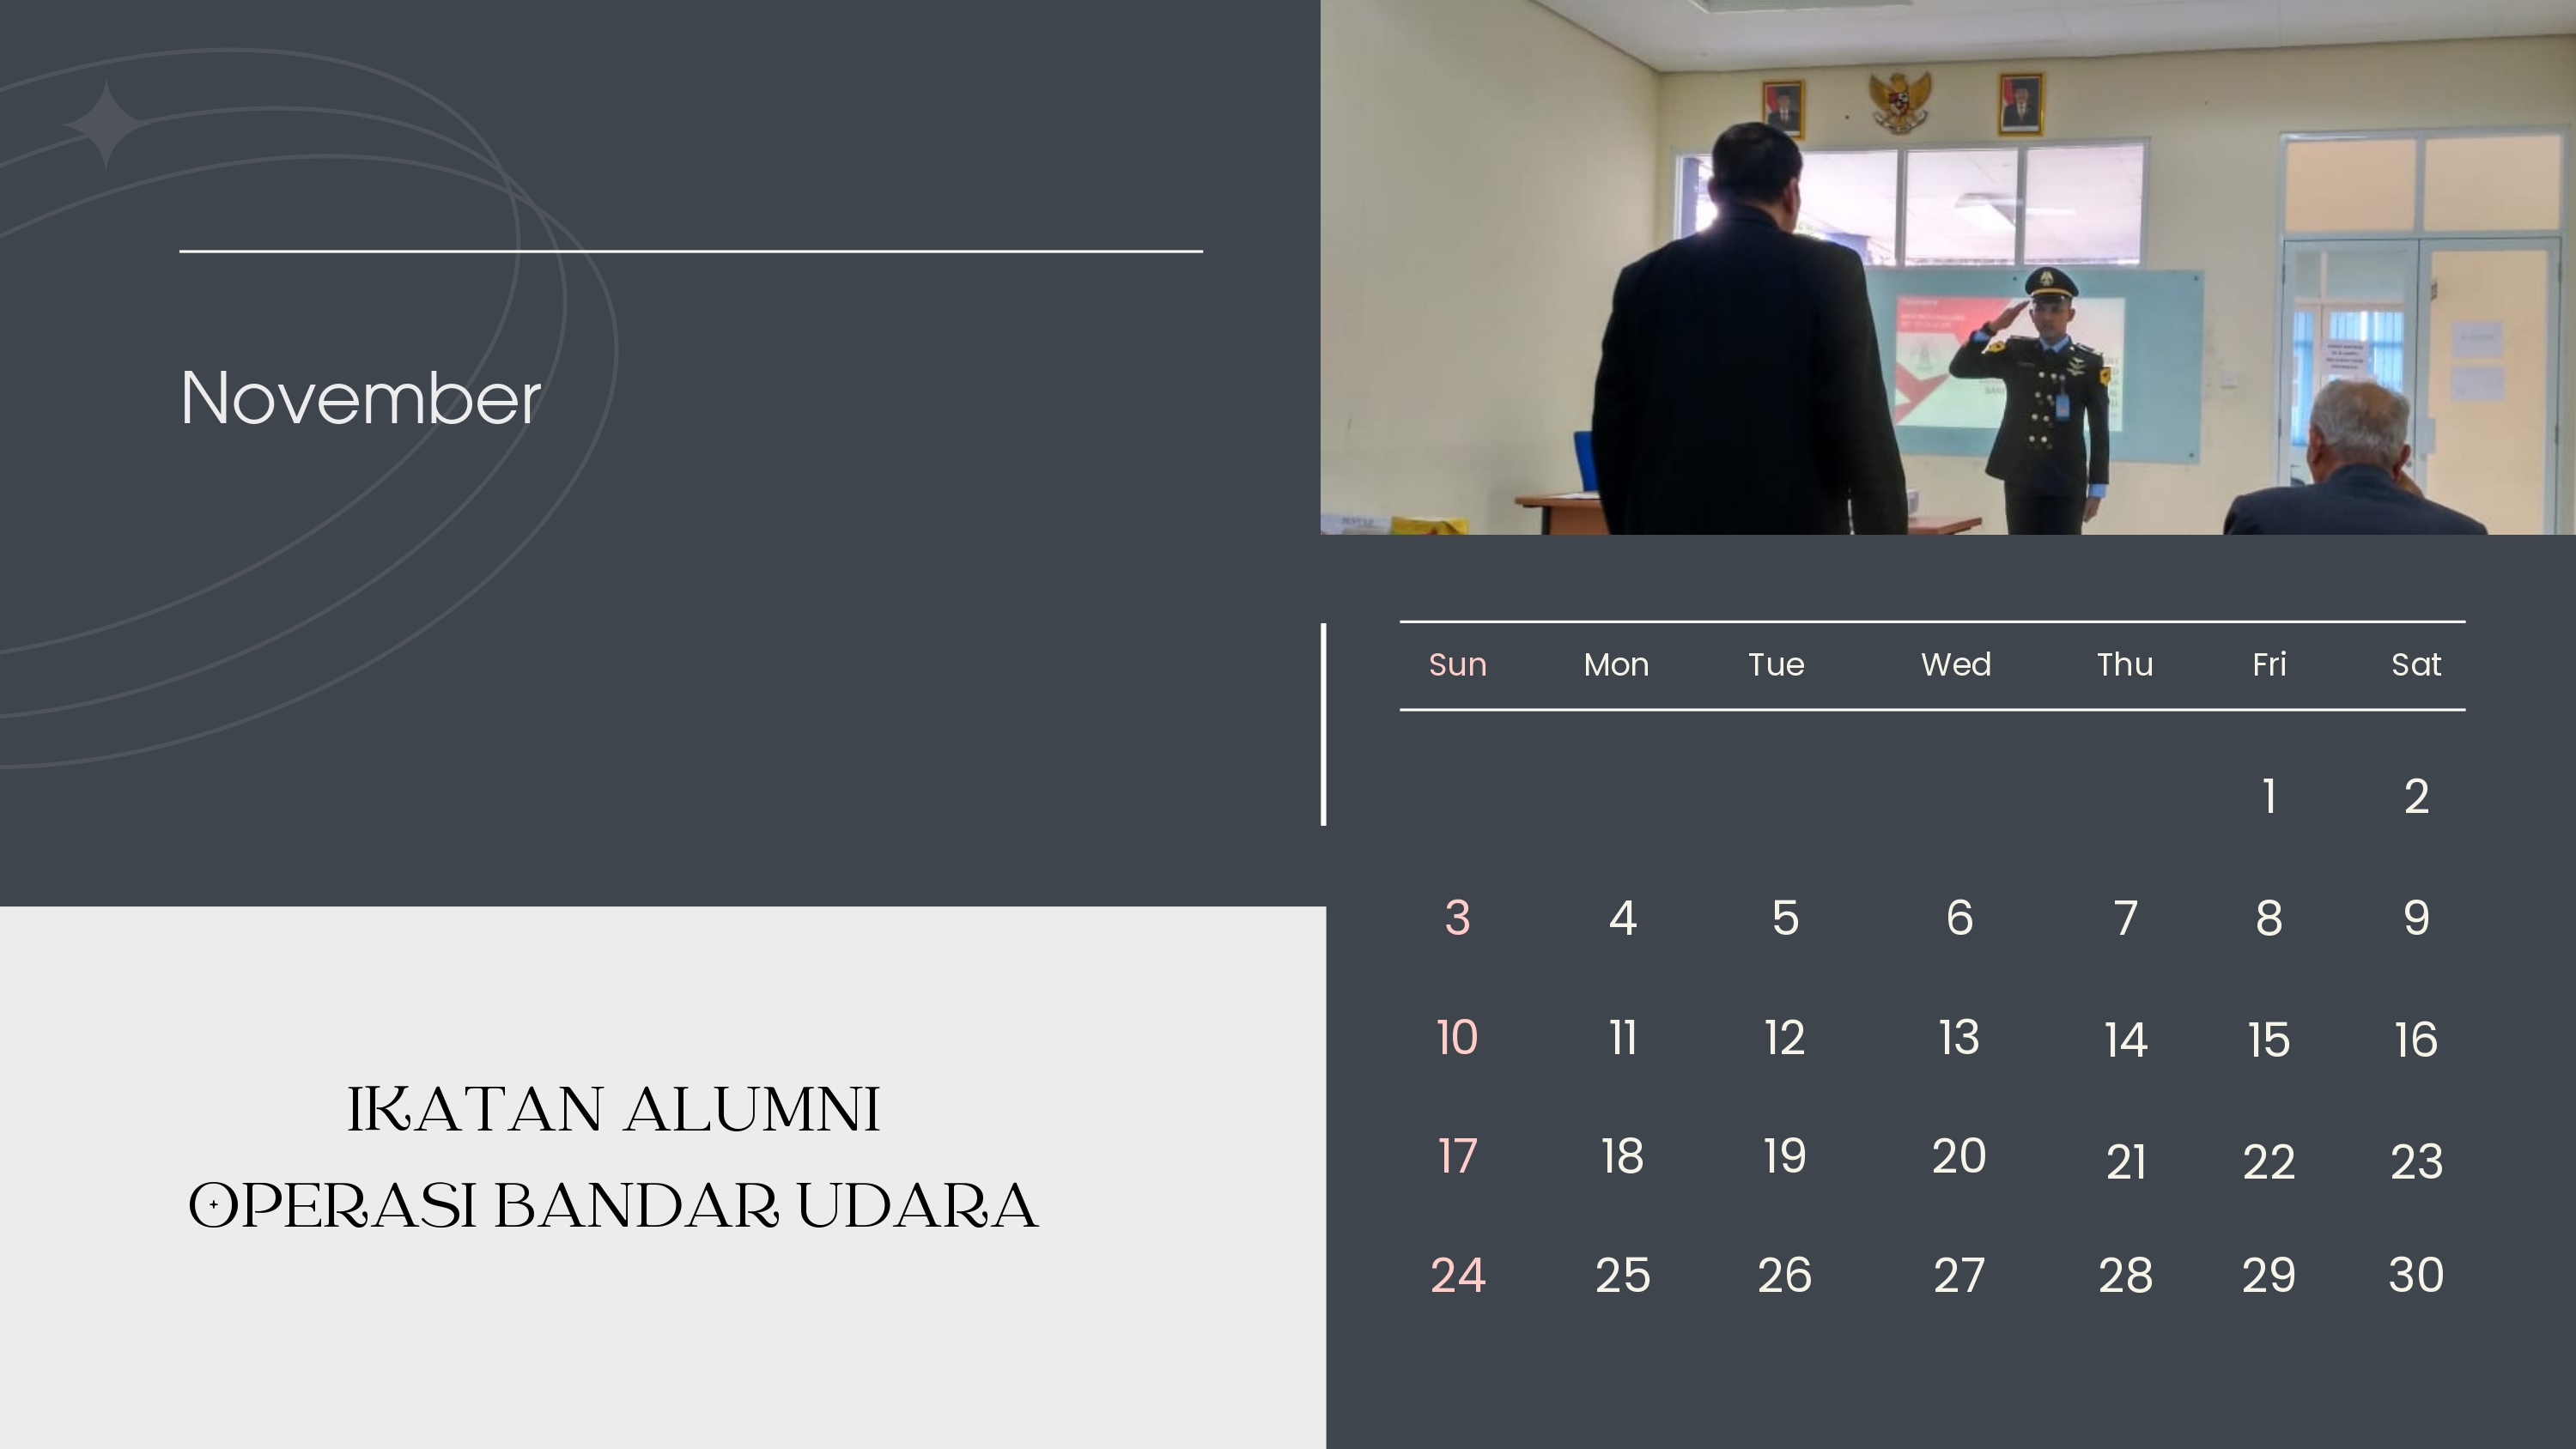 November
Sun Mon Tue Wed Thu Fri Sat
1 2
3 4 5 6 7 8 9
10 11 12 13 14 15 16
17 18 19 20 21 22 23
24 25 26 27 28 29 30
IKATAN ALUMNI
OPERASI BANDAR UDARA